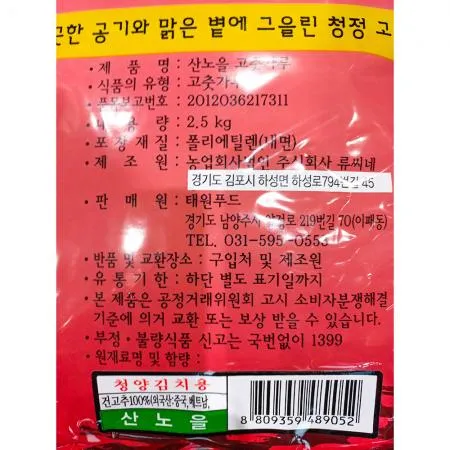 끈한 공기와 맑은 볕에 그을린 청정 고
· 제 품 명 : 산노을 고춧가루
· 식품의 유형 : 고춧가루
· 품목보고번호 : 2012036217311
· 내 용 량 : 2.5 kg
· 포 장 재 질 : 폴리에틸렌(내면)
· 제 조 원 : 농업회사법인 주식회사 류씨네
경기도 김포시 하성면 하성로794번길 45
· 판 매 원 : 태원푸드
경기도 남양주시 219번길 70(이패동)
TEL. 031-595-0553
· 반품 및 교환장소 : 구입처 및 제조원
· 유 통 기 한 : 하단 별도 표기일까지
· 본 제품은 공정거래위원회 고시 소비자분쟁해결
기준에 의거 교환 또는 보상 받을 수 있습니다.
· 부정 · 불량식품 신고는 국번없이 1399
· 원재료명 및 함량 :
청양김치용
건고추100%(외국산:중국,베트남,
산노을
8 809359 489052